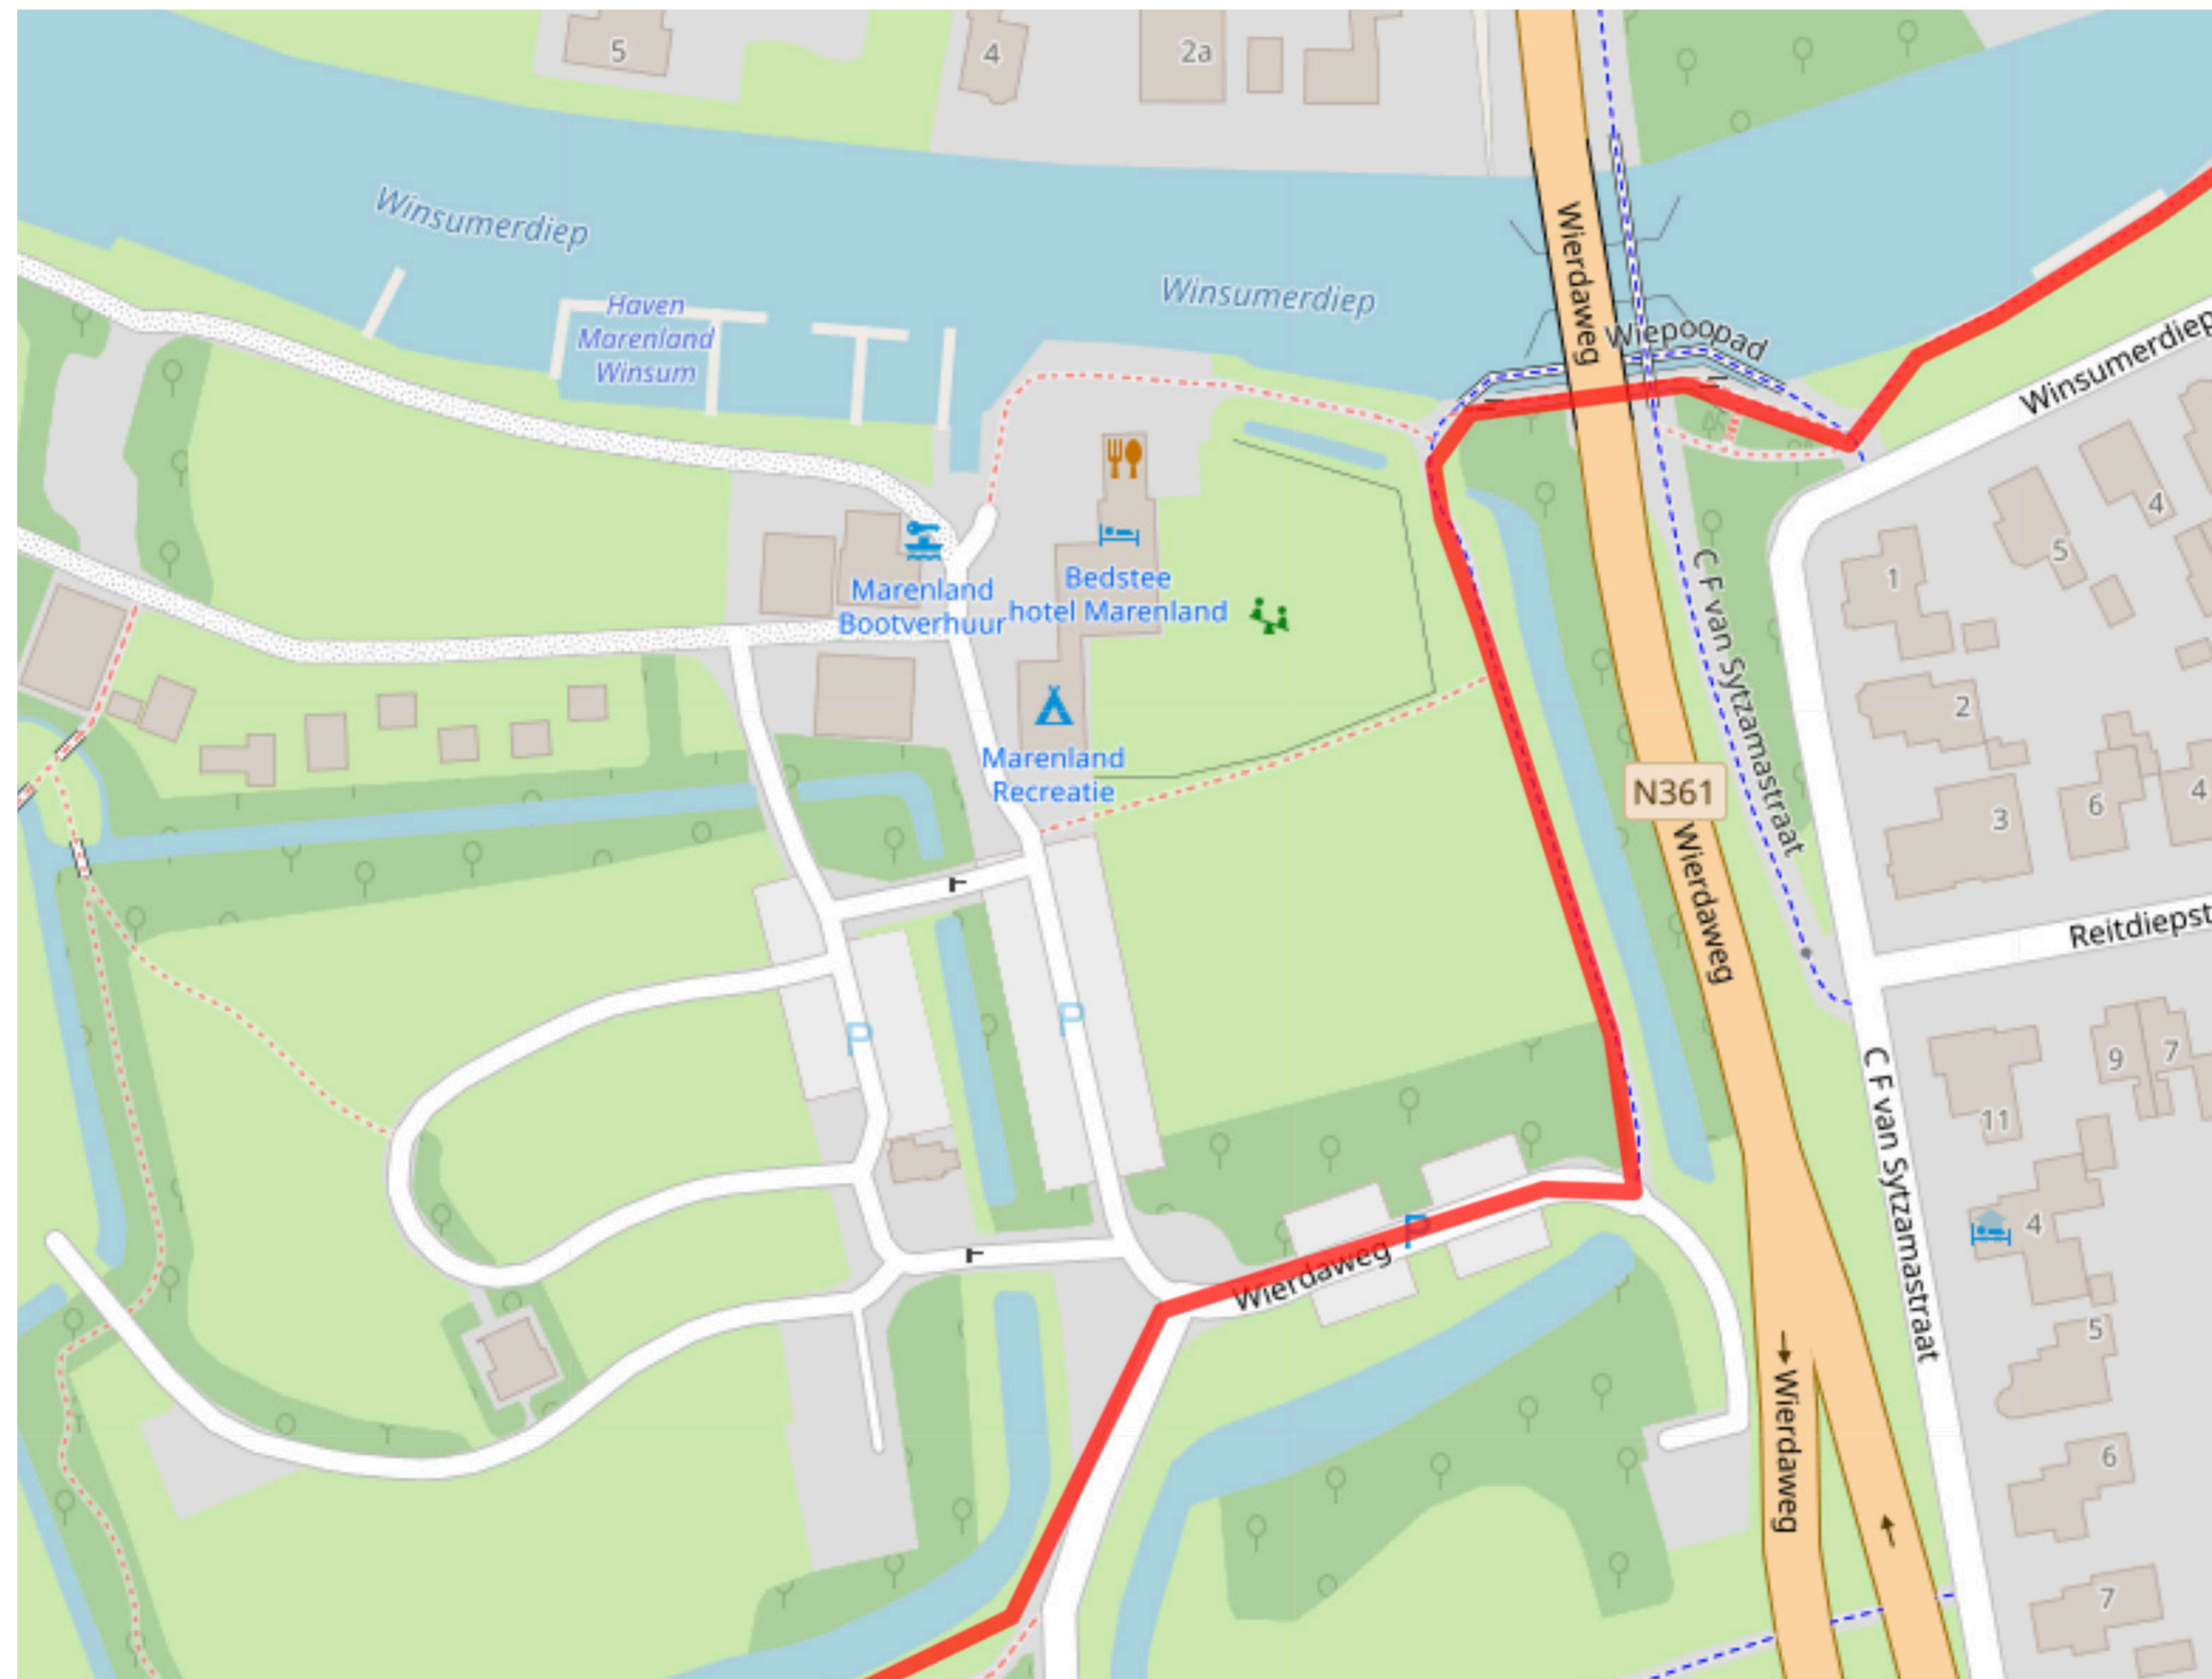 5
4
2a
Winsumerdiep
Haven
Marenland
Winsum
Winsumerdiep
Wierdaweg
Wiepoopad
Winsumerdiep
4
5
1
Marenland
Bootverhuur
Bedstee
hotel Marenland
C F van Sytzamastraat
2
Marenland
Recreatie
N361
3
6
4
Wierdaweg
Reitdiepst
P
P
9
7
11
C F van Sytzamastraat
4
P
Wierdaweg
5
Wierdaweg
6
7